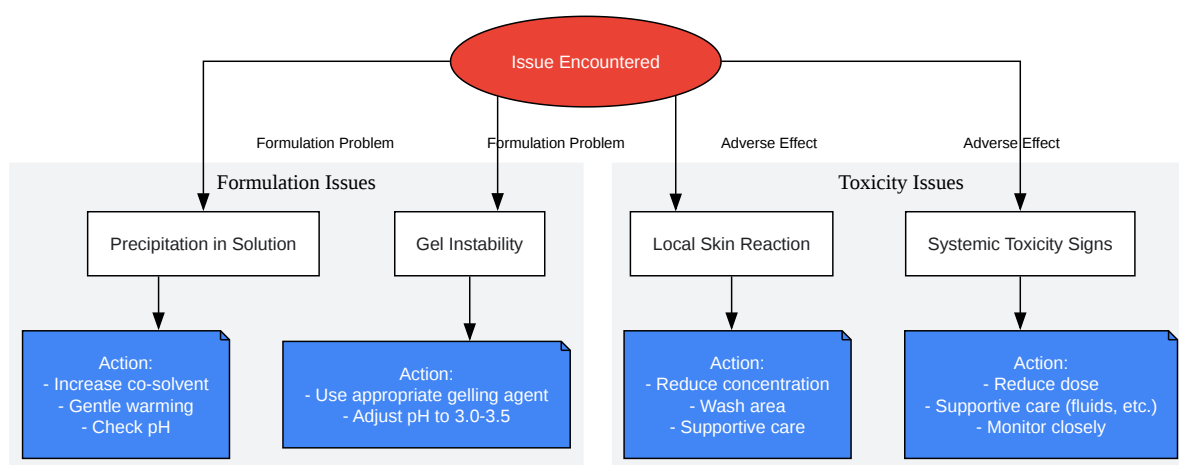 Issue Encountered
Formulation Problem
Formulation Problem
Adverse Effect
Adverse Effect
Formulation Issues
Toxicity Issues
Precipitation in Solution
Gel Instability
Local Skin Reaction
Systemic Toxicity Signs
Action:
- Increase co-solvent
- Gentle warming
- Check pH
Action:
- Use appropriate gelling agent
- Adjust pH to 3.0-3.5
Action:
- Reduce concentration
- Wash area
- Supportive care
Action:
- Reduce dose
- Supportive care (fluids, etc.)
- Monitor closely